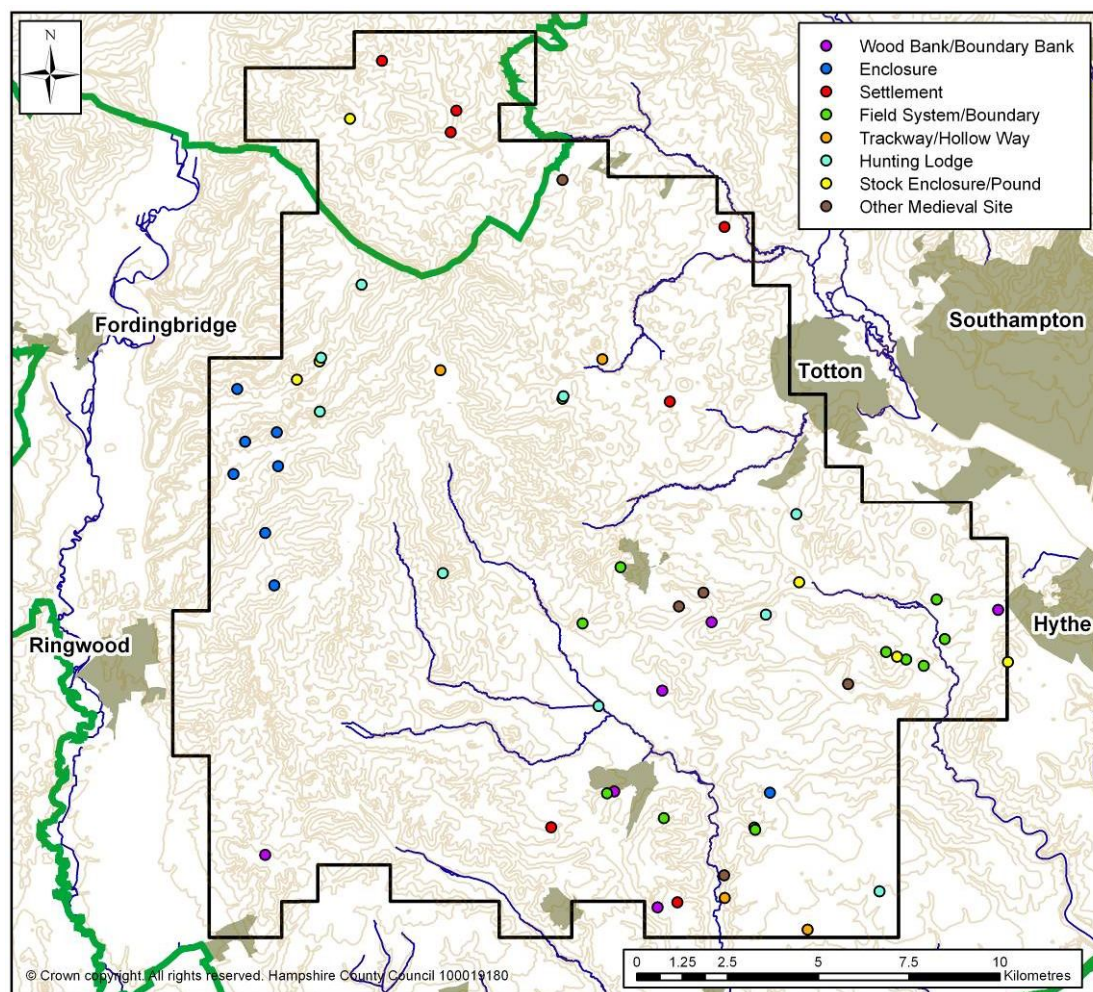 N
Wood Bank/Boundary Bank
Enclosure
Settlement
Field System/Boundary
Trackway/Hollow Way
Hunting Lodge
Stock Enclosure/Pound
Other Medieval Site
Fordingbridge
Southampton
Totton
Ringwood
Hythe
© Crown copyright. All rights reserved. Hampshire County Council 100019180
0 1.25 2.5 5 7.5 10
Kilometres